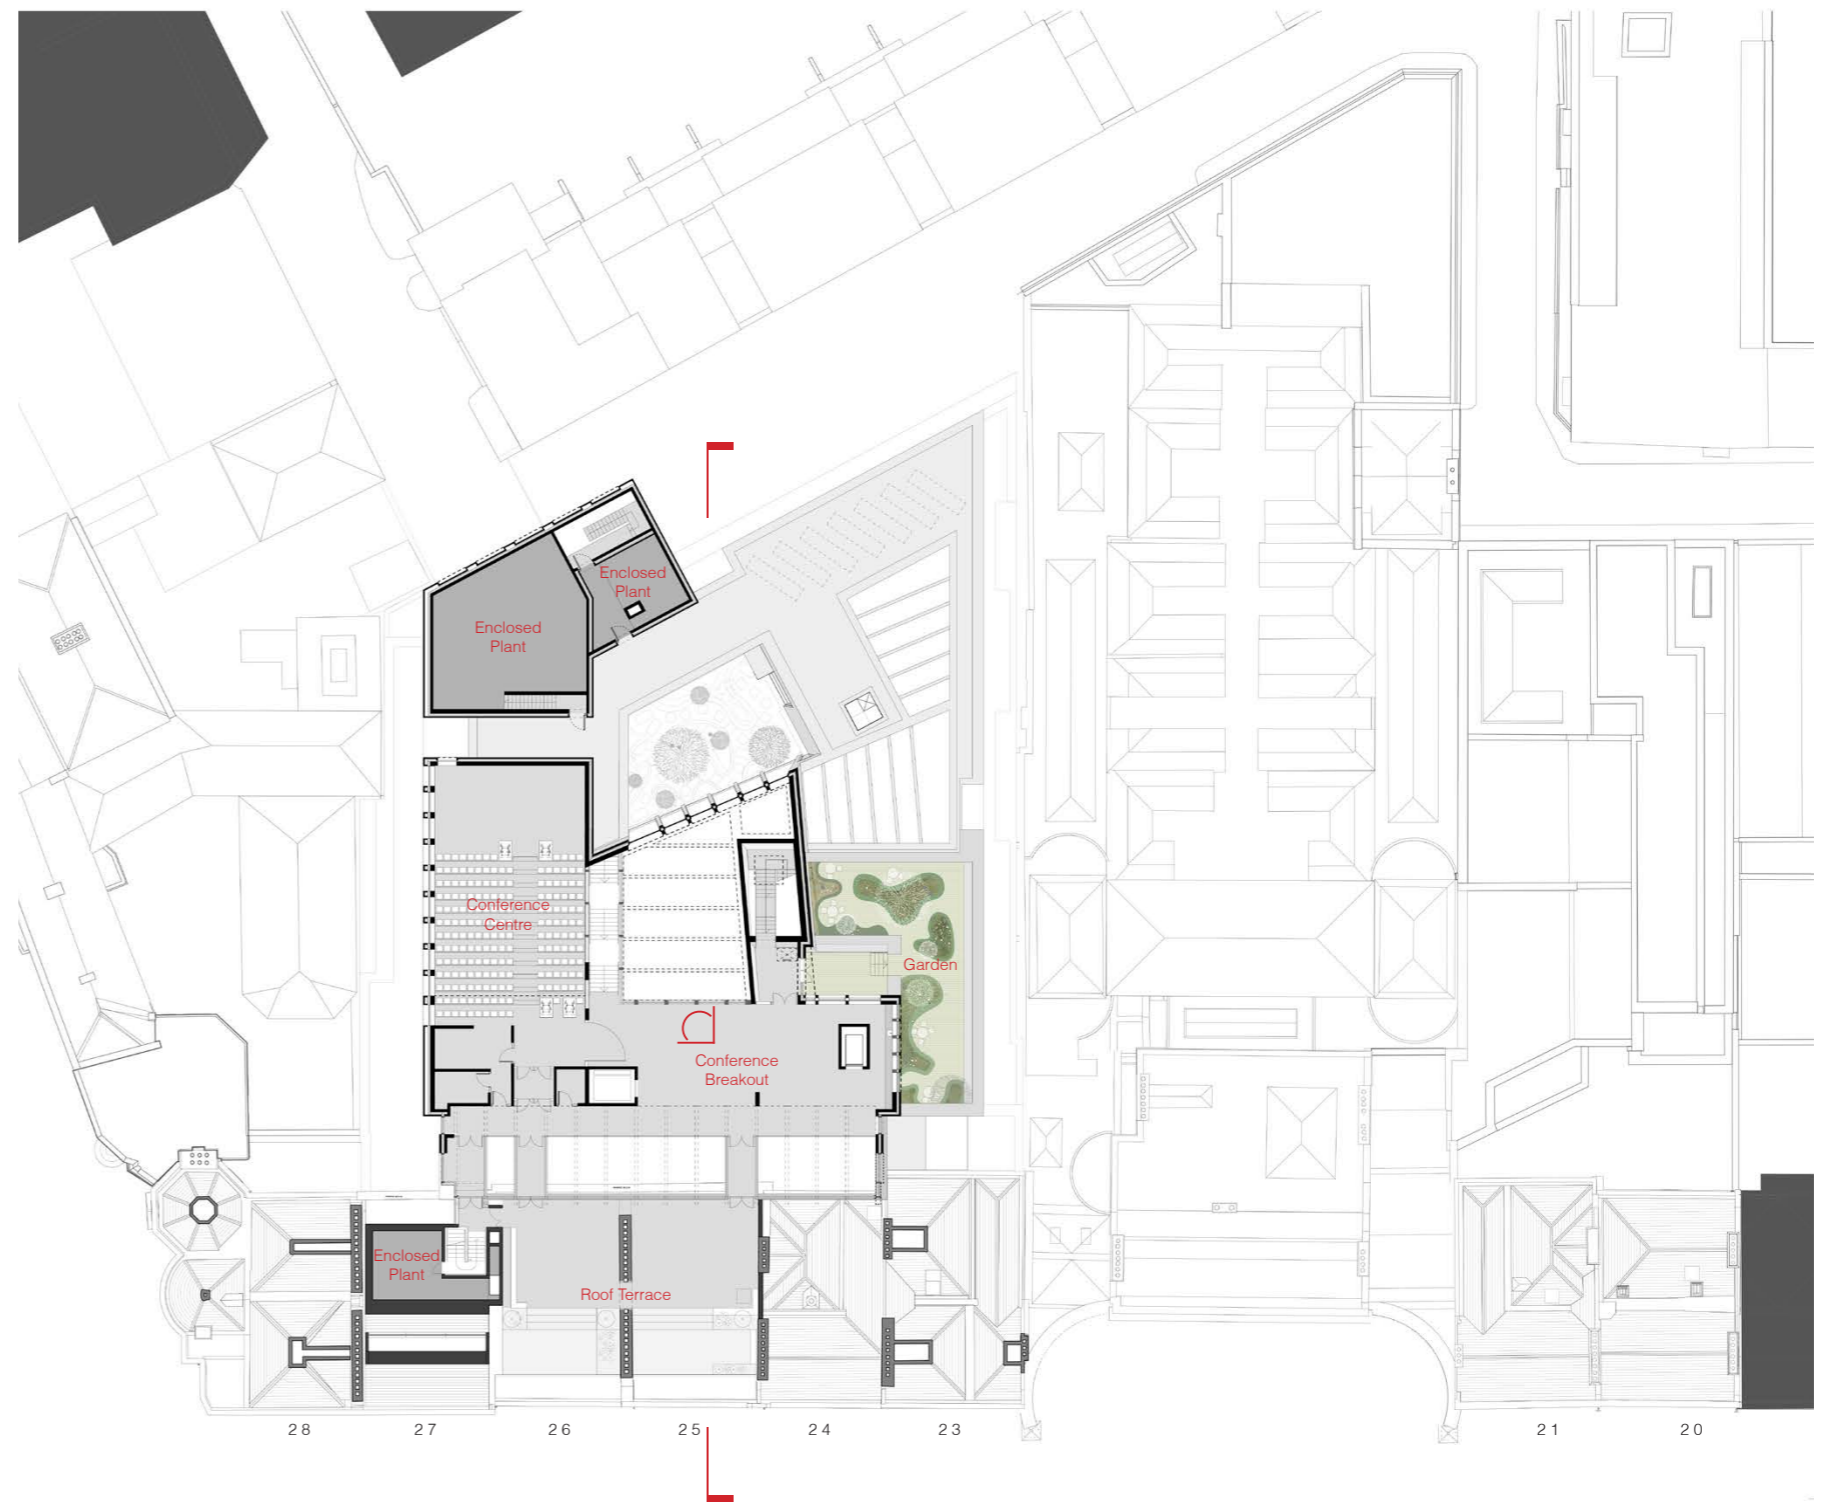 Enclosed
Plant
Enclosed
Plant
Conference
Centre
Garden
Conference
Breakout
Enclosed
Plant
Roof Terrace
28 27 26 25 24 23 21 20